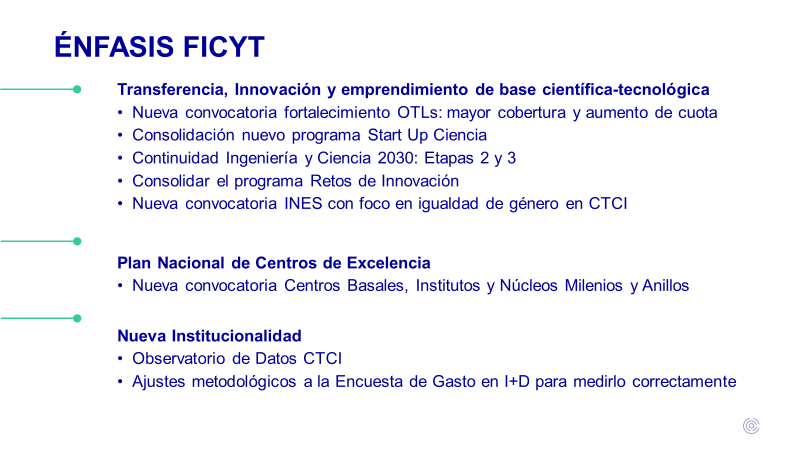 ÉNFASIS FICYT
Transferencia, Innovación y emprendimiento de base científica-tecnológica
• Nueva convocatoria fortalecimiento OTLs: mayor cobertura y aumento de cuota
• Consolidación nuevo programa Start Up Ciencia
• Continuidad Ingeniería y Ciencia 2030: Etapas 2 y 3
• Consolidar el programa Retos de Innovación
• Nueva convocatoria INES con foco en igualdad de género en CTCI
Plan Nacional de Centros de Excelencia
• Nueva convocatoria Centros Basales, Institutos y Núcleos Milenios y Anillos
Nueva Institucionalidad
• Observatorio de Datos CTCI
• Ajustes metodológicos a la Encuesta de Gasto en I+D para medirlo correctamente